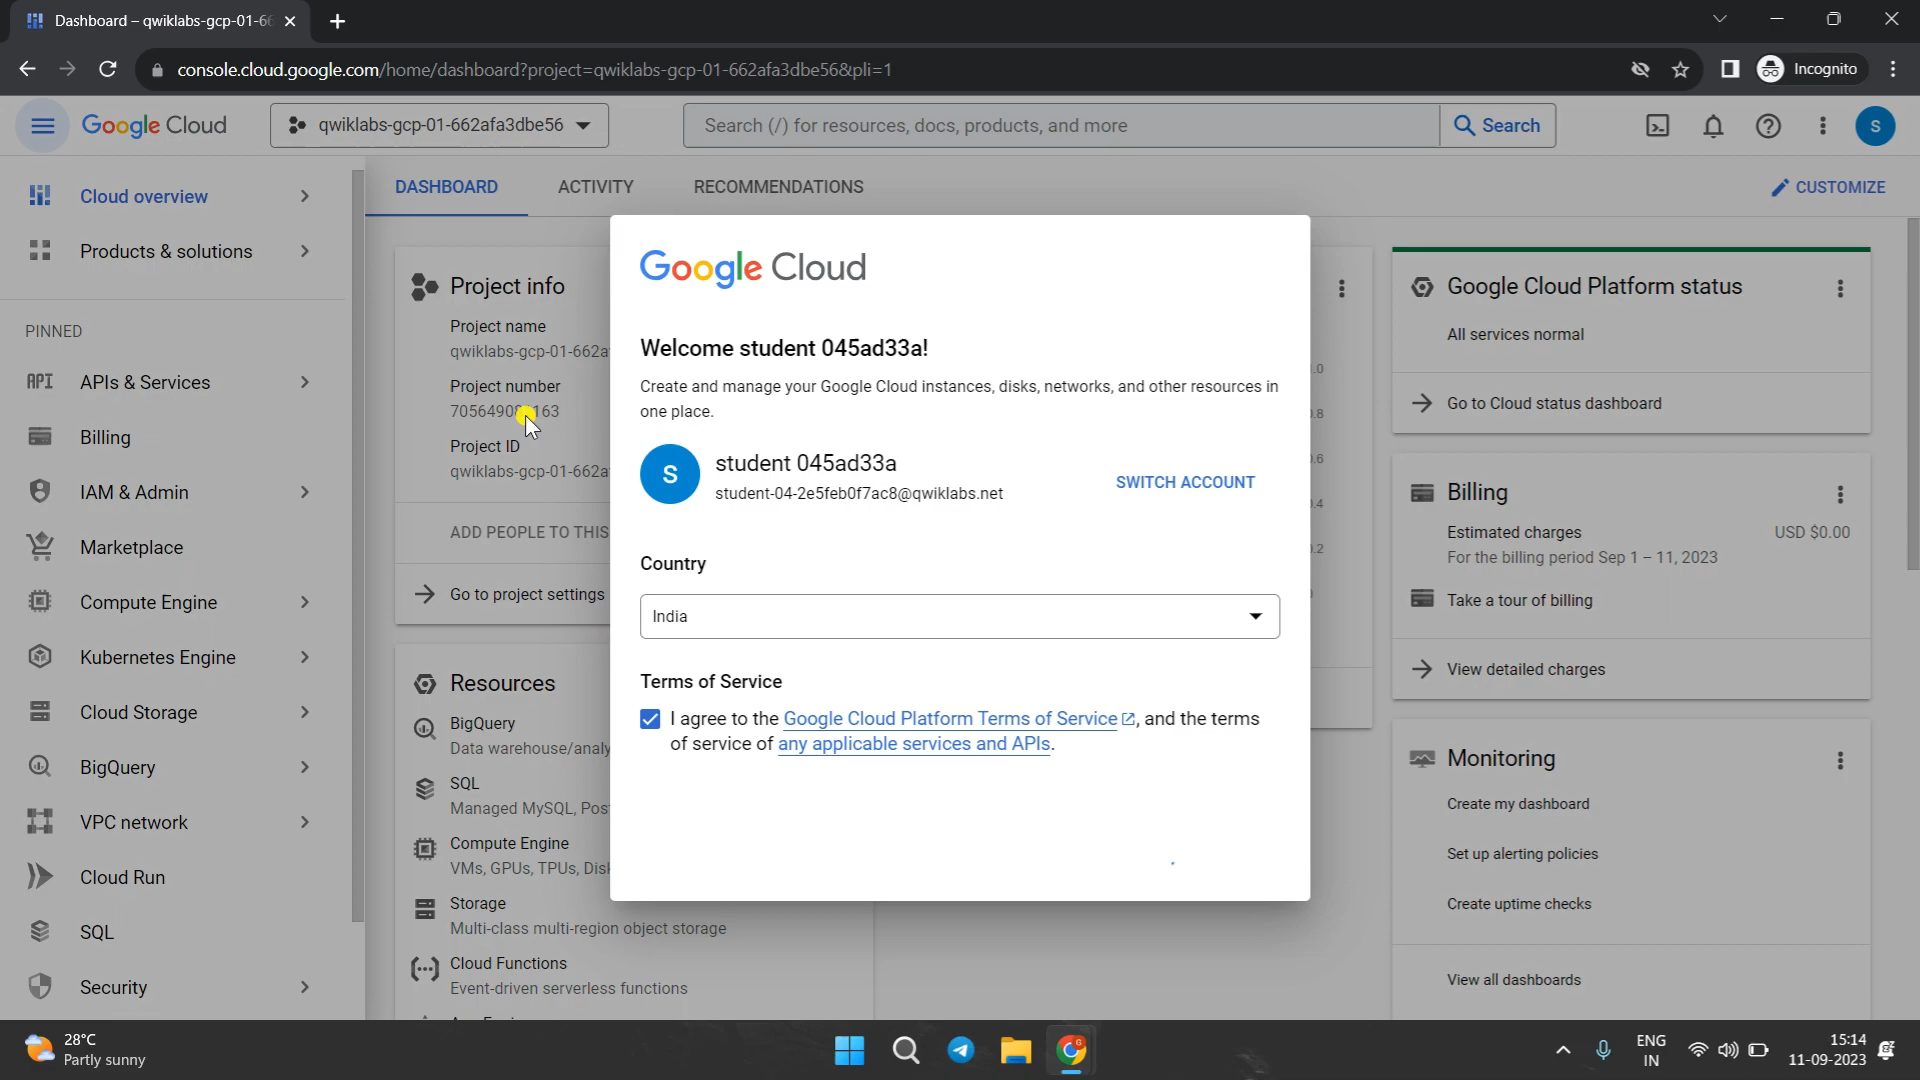 Dashboard – qwiklabs-gcp-01-66
console.cloud.google.com/home/dashboard?project=qwiklabs-gcp-01-662afa3dbe56&pli=1
Incognito
Google Cloud
qwiklabs-gcp-01-662afa3dbe56
Search (/) for resources, docs, products, and more
Search
S
Cloud overview
Products & solutions
PINNED
API APIs & Services
Billing
IAM & Admin
Marketplace
Compute Engine
Kubernetes Engine
Cloud Storage
BigQuery
VPC network
Cloud Run
SQL
Security
DASHBOARD
ACTIVITY
RECOMMENDATIONS
CUSTOMIZE
Project info
Project name
qwiklabs-gcp-01-662a
Project number
Project ID
qwiklabs-gcp-01-662a
ADD PEOPLE TO THIS
Go to project settings
Resources
BigQuery
Data warehouse/analy
SQL
Managed MySQL, Pos
Compute Engine
VMs, GPUs, TPUs, Disk
Storage
Multi-class multi-region object storage
Cloud Functions
Event-driven serverless functions
Google Cloud
Welcome student 045ad33a!
Create and manage your Google Cloud instances, disks, networks, and other resources in
one place.
S
student 045ad33a
student-04-2e5feb0f7ac8@qwiklabs.net
SWITCH ACCOUNT
Country
India
Terms of Service
I agree to the Google Cloud Platform Terms of Service, and the terms
of service of any applicable services and APIs.
.0
.8
.6
.4
.2
Google Cloud Platform status
All services normal
Go to Cloud status dashboard
Billing
Estimated charges USD $0.00
For the billing period Sep 1 – 11, 2023
Take a tour of billing
View detailed charges
Monitoring
Create my dashboard
Set up alerting policies
Create uptime checks
View all dashboards
28°C
Partly sunny
ENG
IN
15:14
11-09-2023